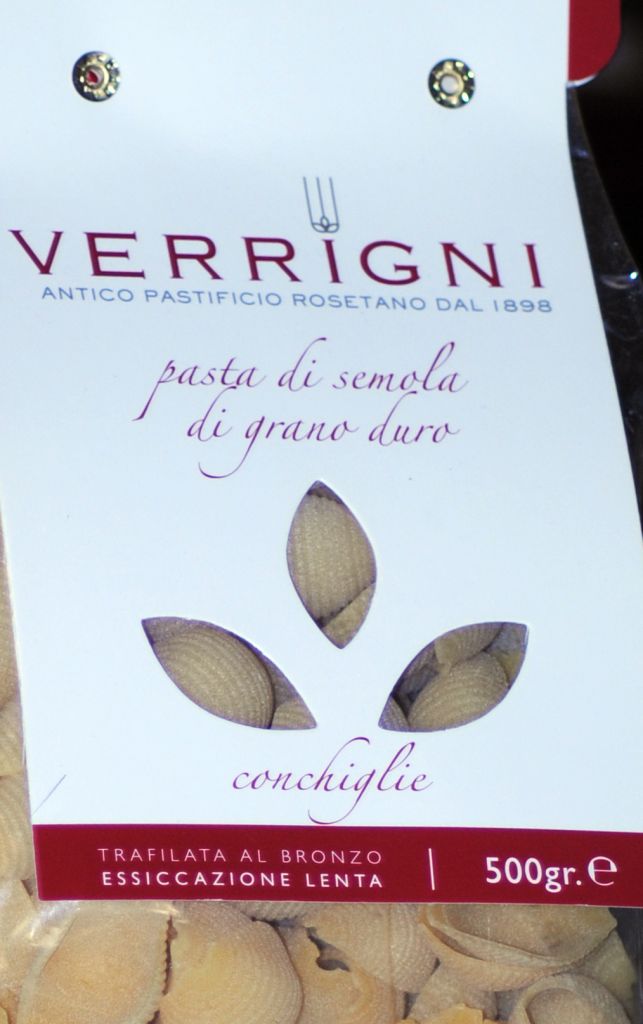 VERRIGNI
ANTICO PASTIFICIO ROSETANO DAL 1898
pasta di semola
di grano duro
conchiglie
TRAFILATA AL BRONZO
ESSICCAZIONE LENTA
500gr. ℮